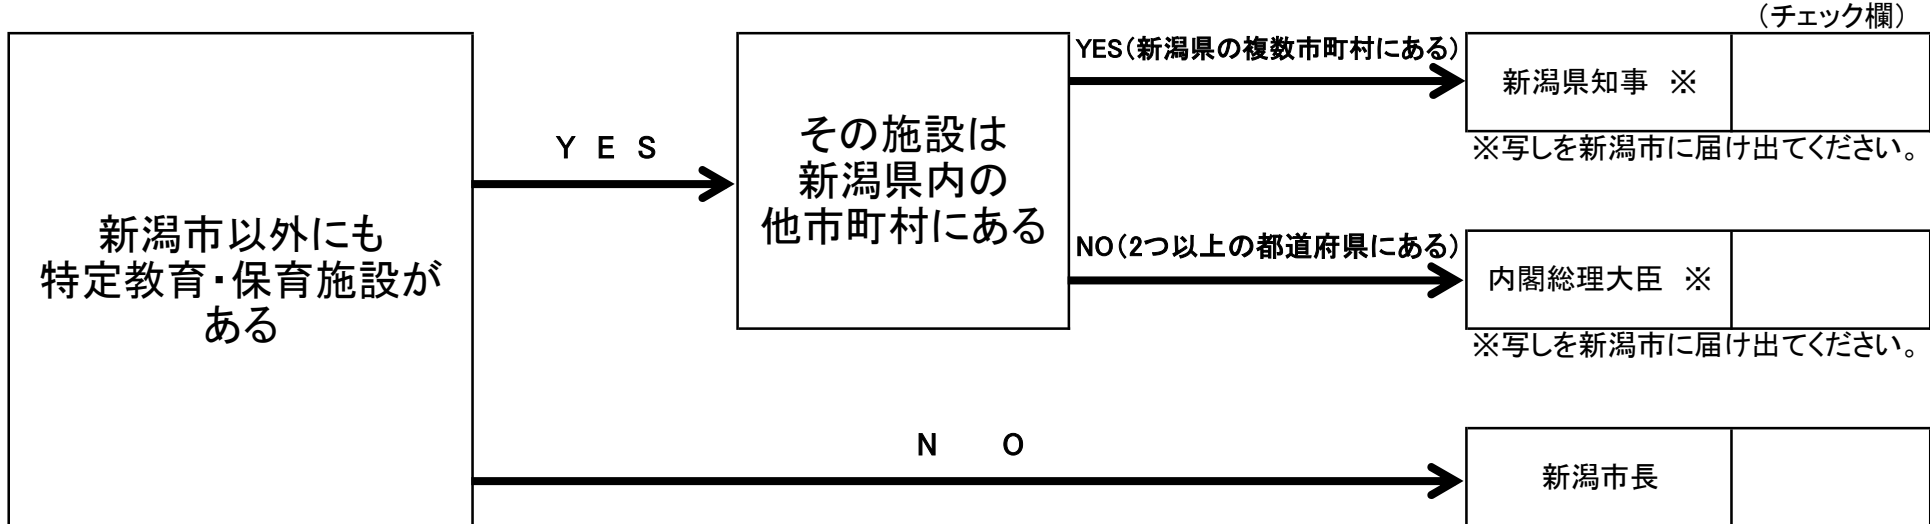 （チェック欄）
新潟市以外にも
特定教育・保育施設が
ある
ＹＥＳ
その施設は
新潟県内の
他市町村にある
YES（新潟県の複数市町村にある）
新潟県知事　※
※写しを新潟市に届け出てください。
NO（2つ以上の都道府県にある）
内閣総理大臣　※
※写しを新潟市に届け出てください。
Ｎ　Ｏ
新潟市長